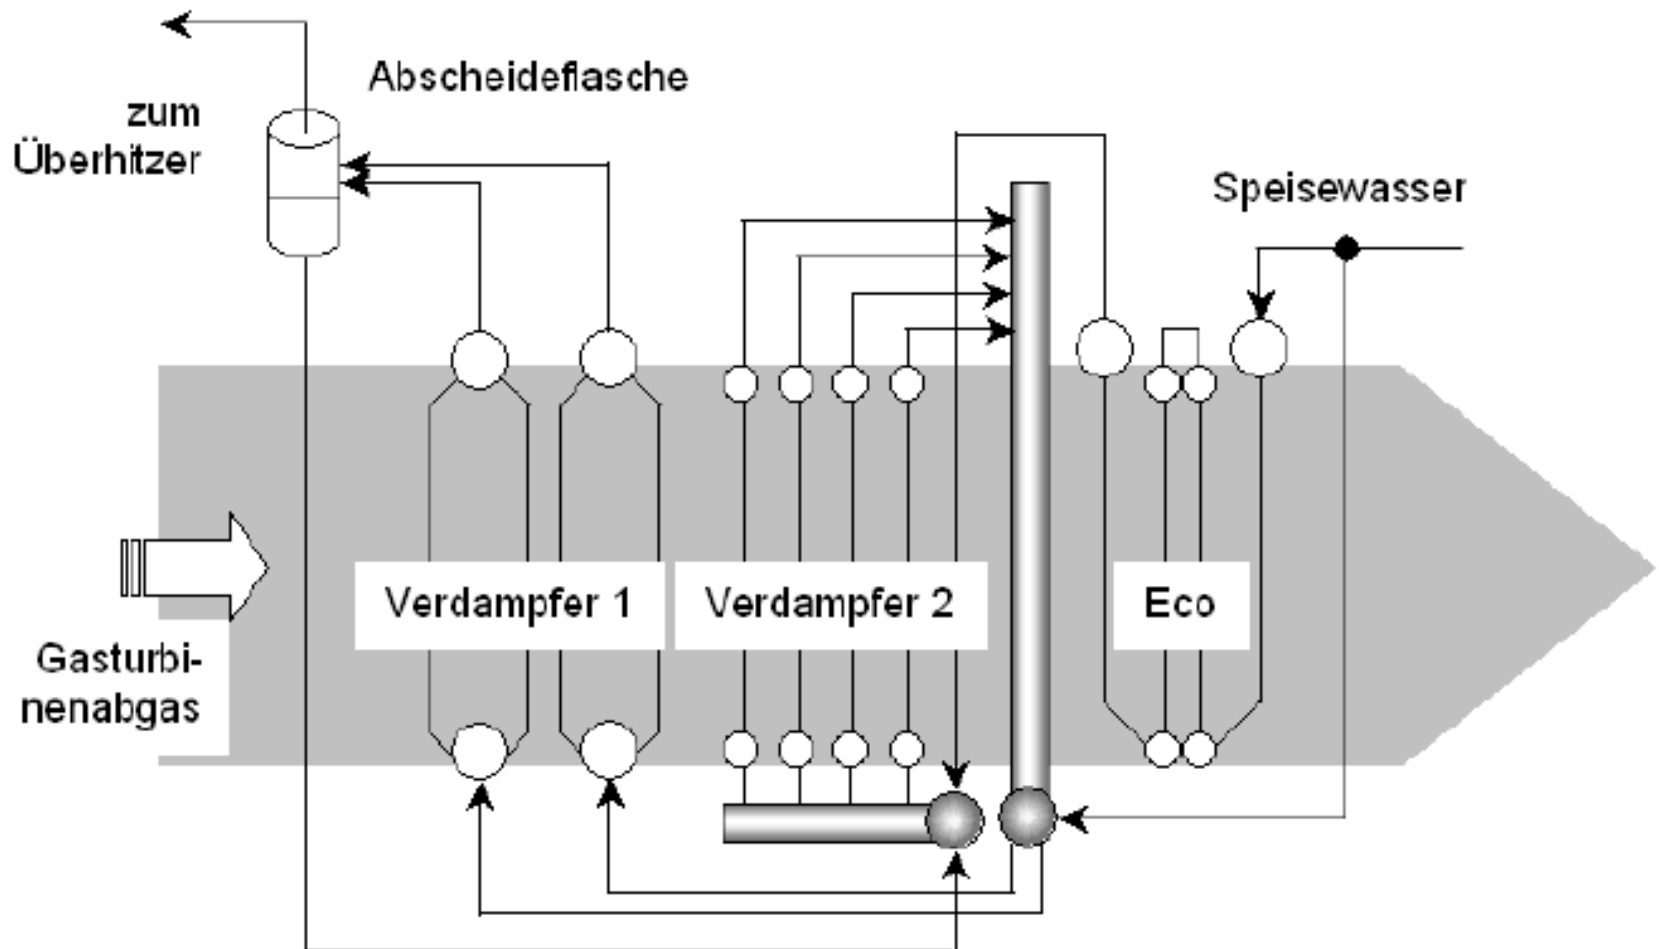 Abscheideflasche
zum
Überhitzer
Speisewasser
Verdampfer 1
Verdampfer 2
Eco
Gasturbi-
nenabgas